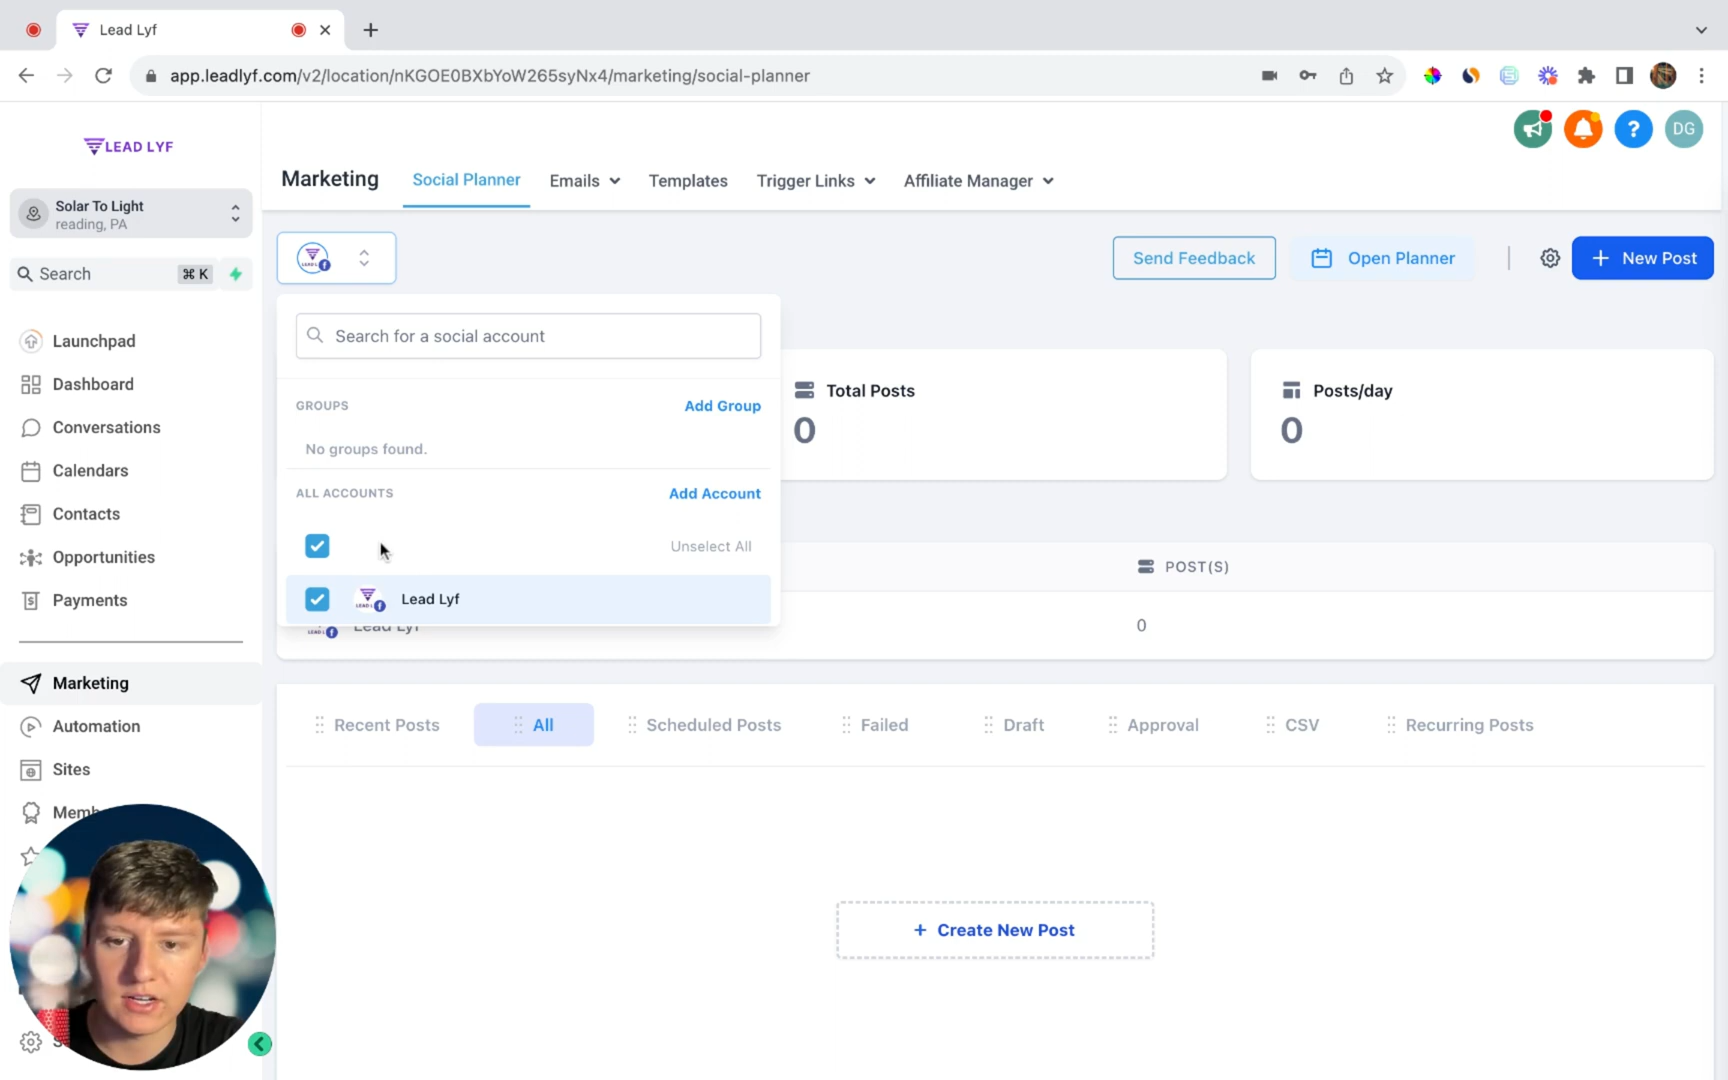 Lead Lyf
app.leadlyf.com/v2/location/nKGOE0BXbYoW265syNx4/marketing/social-planner
LEAD LYF
DG
Solar To Light
reading, PA
Marketing
Social Planner
Emails
Templates
Trigger Links
Affiliate Manager
Search
⌘ K
Send Feedback
Open Planner
+ New Post
Search for a social account
Launchpad
Dashboard
Conversations
Calendars
Contacts
Opportunities
Payments
Marketing
Automation
Sites
GROUPS
Add Group
No groups found.
ALL ACCOUNTS
Add Account
Unselect All
Lead Lyf
Total Posts
0
Posts/day
0
POST(S)
Lead Lyf
0
Recent Posts
All
Scheduled Posts
Failed
Draft
Approval
CSV
Recurring Posts
+ Create New Post